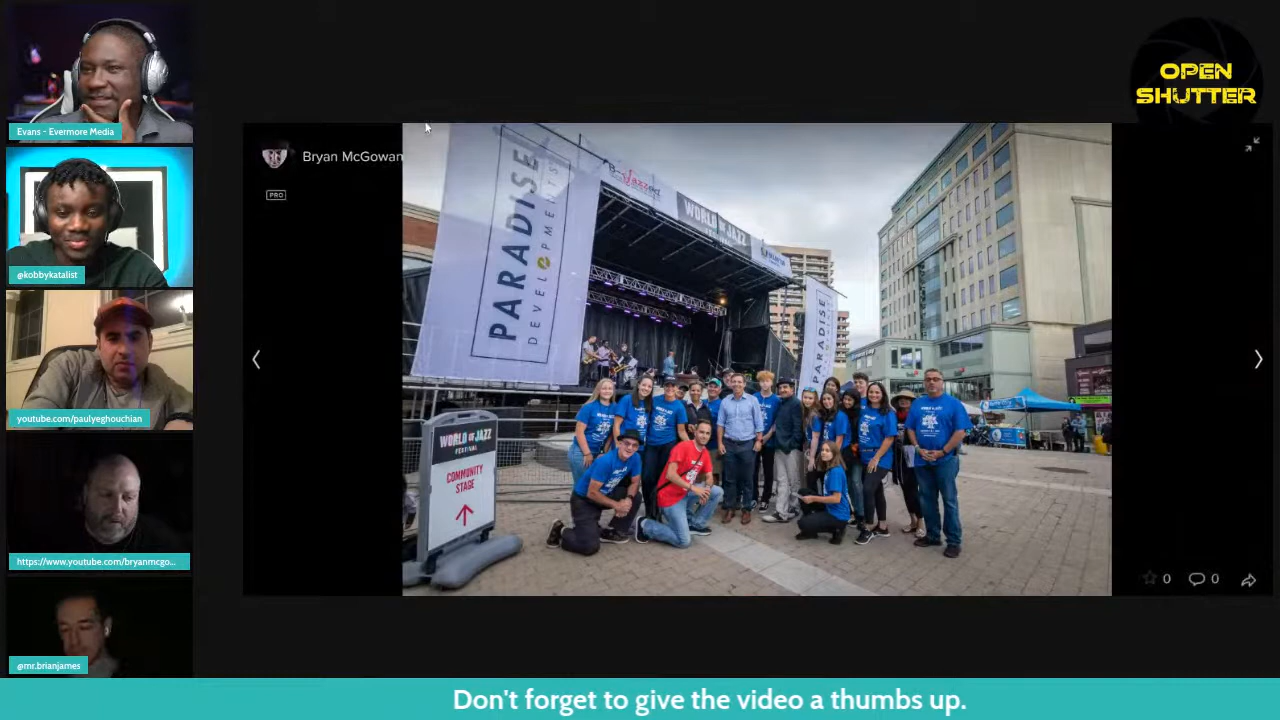 OPEN
SHUTTER
Evans - Evermore Media
@kobbykatalist
youtube.com/paulyeghouchian
https://www.youtube.com/bryanmcgo...
@mr.brianjames
Bryan McGowan
PRO
PARADISE
DEVELOPMENTS
WORLD OF JAZZ
PARADISE
WORLD OF JAZZ
FESTIVAL
COMMUNITY
STAGE
0
0
Don't forget to give the video a thumbs up.